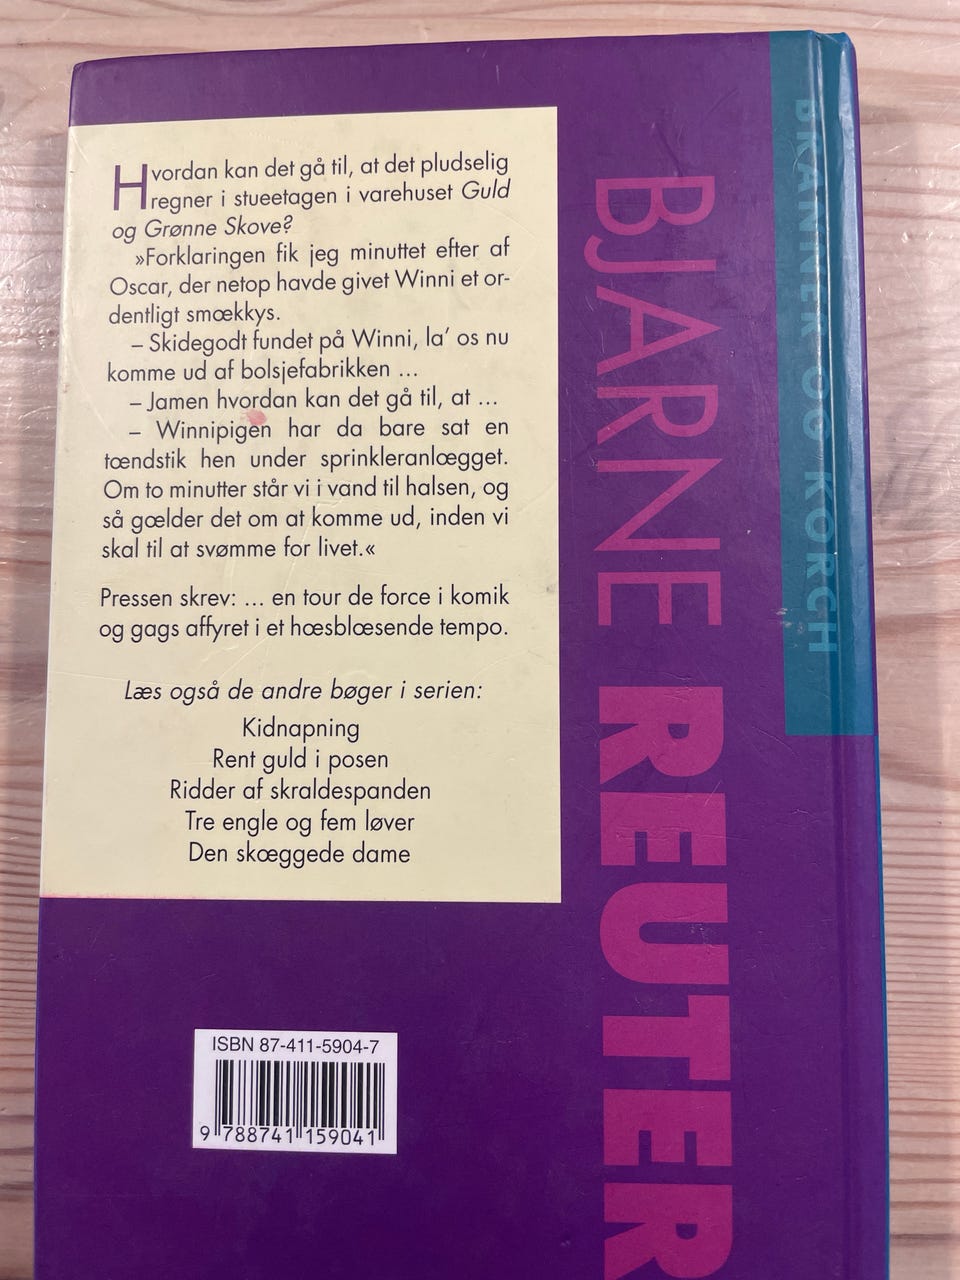 Hvordan kan det gå til, at det pludselig
regner i stueetagen i varehuset Guld
og Grønne Skove?
»Forklaringen fik jeg minuttet efter af
Oscar, der netop havde givet Winni et or-
dentligt smækkys.
– Skidegodt fundet på Winni, la' os nu
komme ud af bolsjefabrikken ...
– Jamen hvordan kan det gå til, at ...
– Winnipigen har da bare sat en
tændstik hen under sprinkleranlægget.
Om to minutter står vi i vand til halsen, og
så gælder det om at komme ud, inden vi
skal til at svømme for livet.«
Pressen skrev: ... en tour de force i komik
og gags affyret i et hæsblæsende tempo.
Læs også de andre bøger i serien:
Kidnapning
Rent guld i posen
Ridder af skraldespanden
Tre engle og fem løver
Den skæggede dame
ISBN 87-411-5904-7
9 788741 159041
BJARNE REUTER
BRANNER OG KORCH